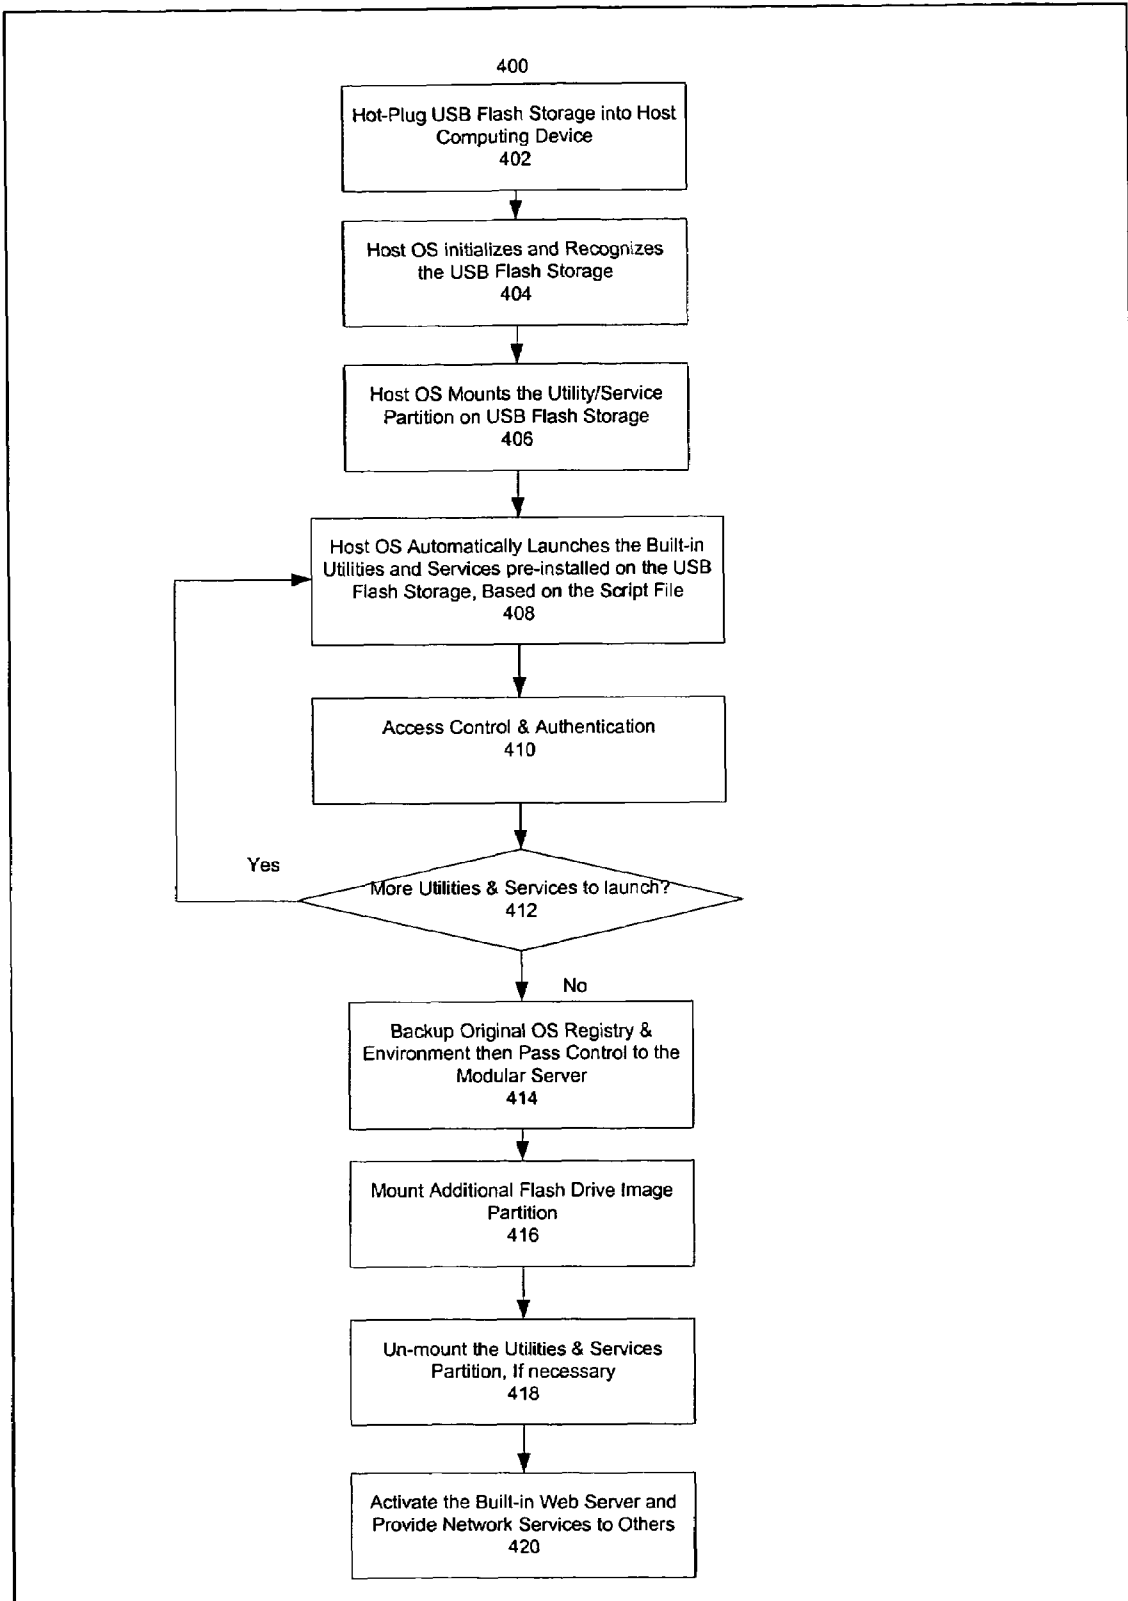 400
Hot-Plug USB Flash Storage into Host
Computing Device
402
Host OS initializes and Recognizes
the USB Flash Storage
404
Host OS Mounts the Utility/Service
Partition on USB Flash Storage
406
Host OS Automatically Launches the Built-in
Utilities and Services pre-installed on the USB
Flash Storage, Based on the Script File
408
Access Control & Authentication
410
Yes
More Utilities & Services to launch?
412
No
Backup Original OS Registry &
Environment then Pass Control to the
Modular Server
414
Mount Additional Flash Drive Image
Partition
416
Un-mount the Utilities & Services
Partition, If necessary
418
Activate the Built-in Web Server and
Provide Network Services to Others
420